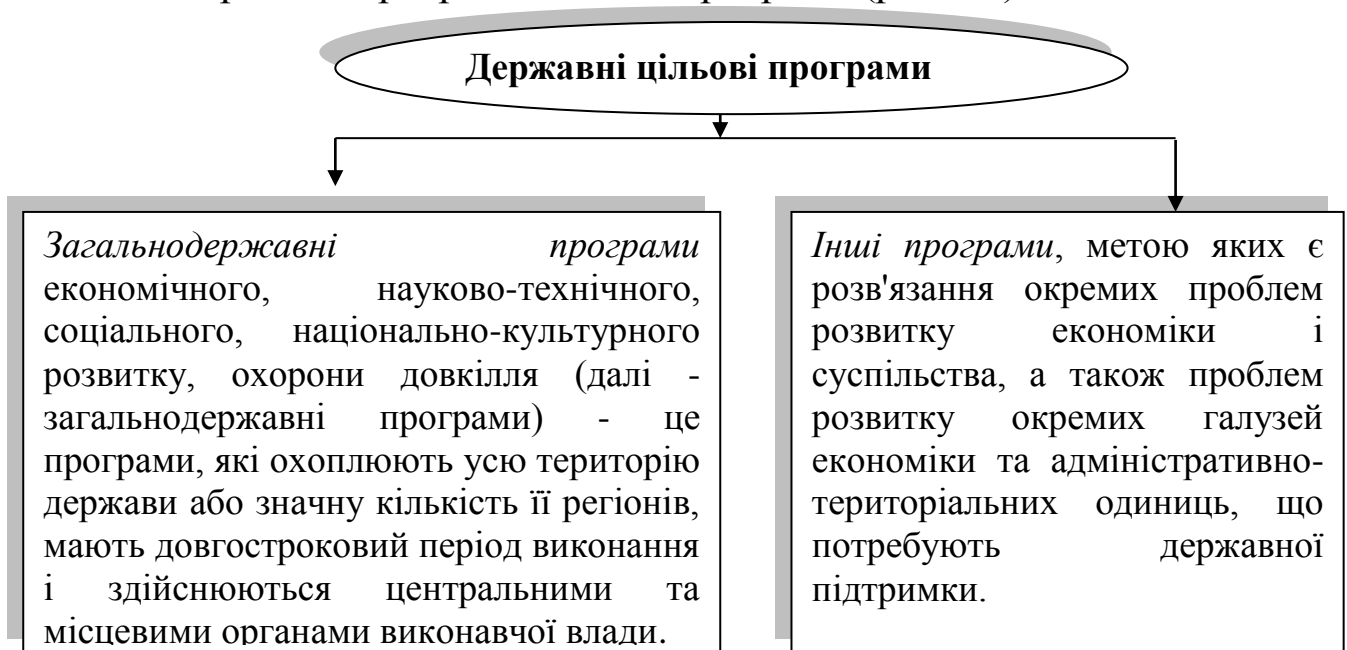 Державні цільові програми
Загальнодержавні програми
економічного, науково-технічного,
соціального, національно-культурного
розвитку, охорони довкілля (далі -
загальнодержавні програми) - це
програми, які охоплюють усю територію
держави або значну кількість її регіонів,
мають довгостроковий період виконання
і здійснюються центральними та
місцевими органами виконавчої влади.
Інші програми, метою яких є
розв'язання окремих проблем
розвитку економіки і
суспільства, а також проблем
розвитку окремих галузей
економіки та адміністративно-
територіальних одиниць, що
потребують державної
підтримки.